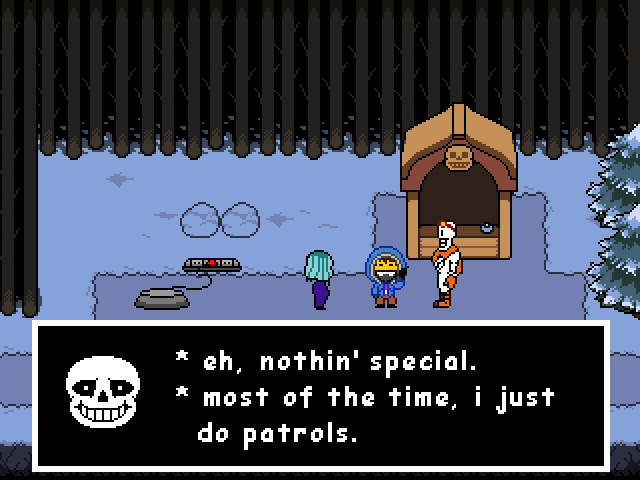 * eh, nothin' special.
* most of the time, i just
do patrols.